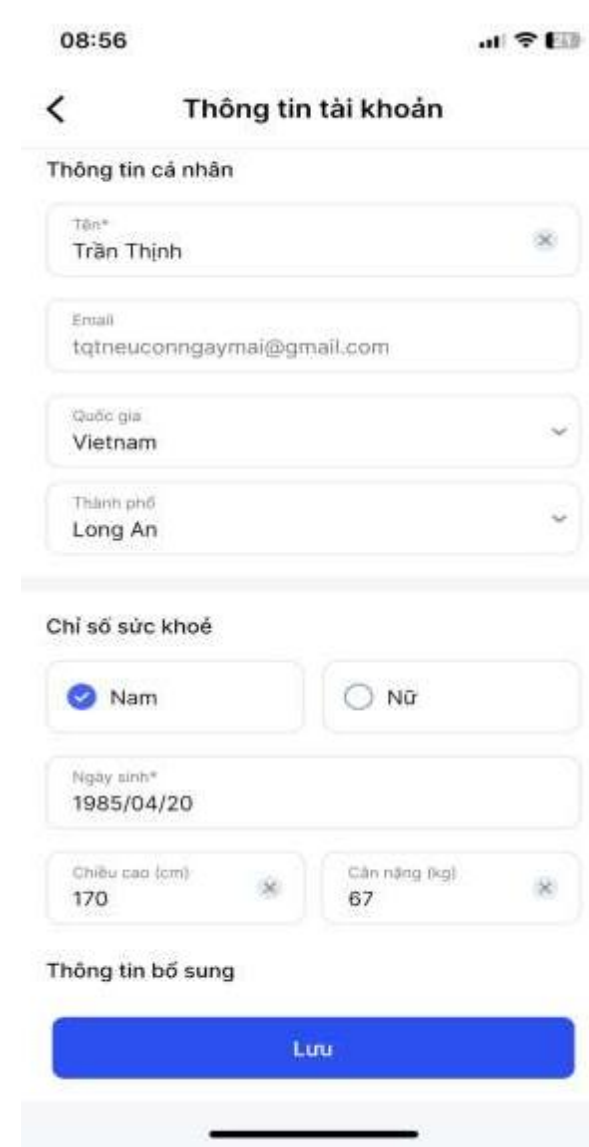 08:56
Thông tin tài khoản
Thông tin cá nhân
Tên*
Trần Thịnh
Email
tqtneuconngaymai@gmail.com
Quốc gia
Vietnam
Thành phố
Long An
Chỉ số sức khoẻ
Nam
Nữ
Ngày sinh*
1985/04/20
Chiều cao (cm)
170
Cân nặng (kg)
67
Thông tin bổ sung
Lưu